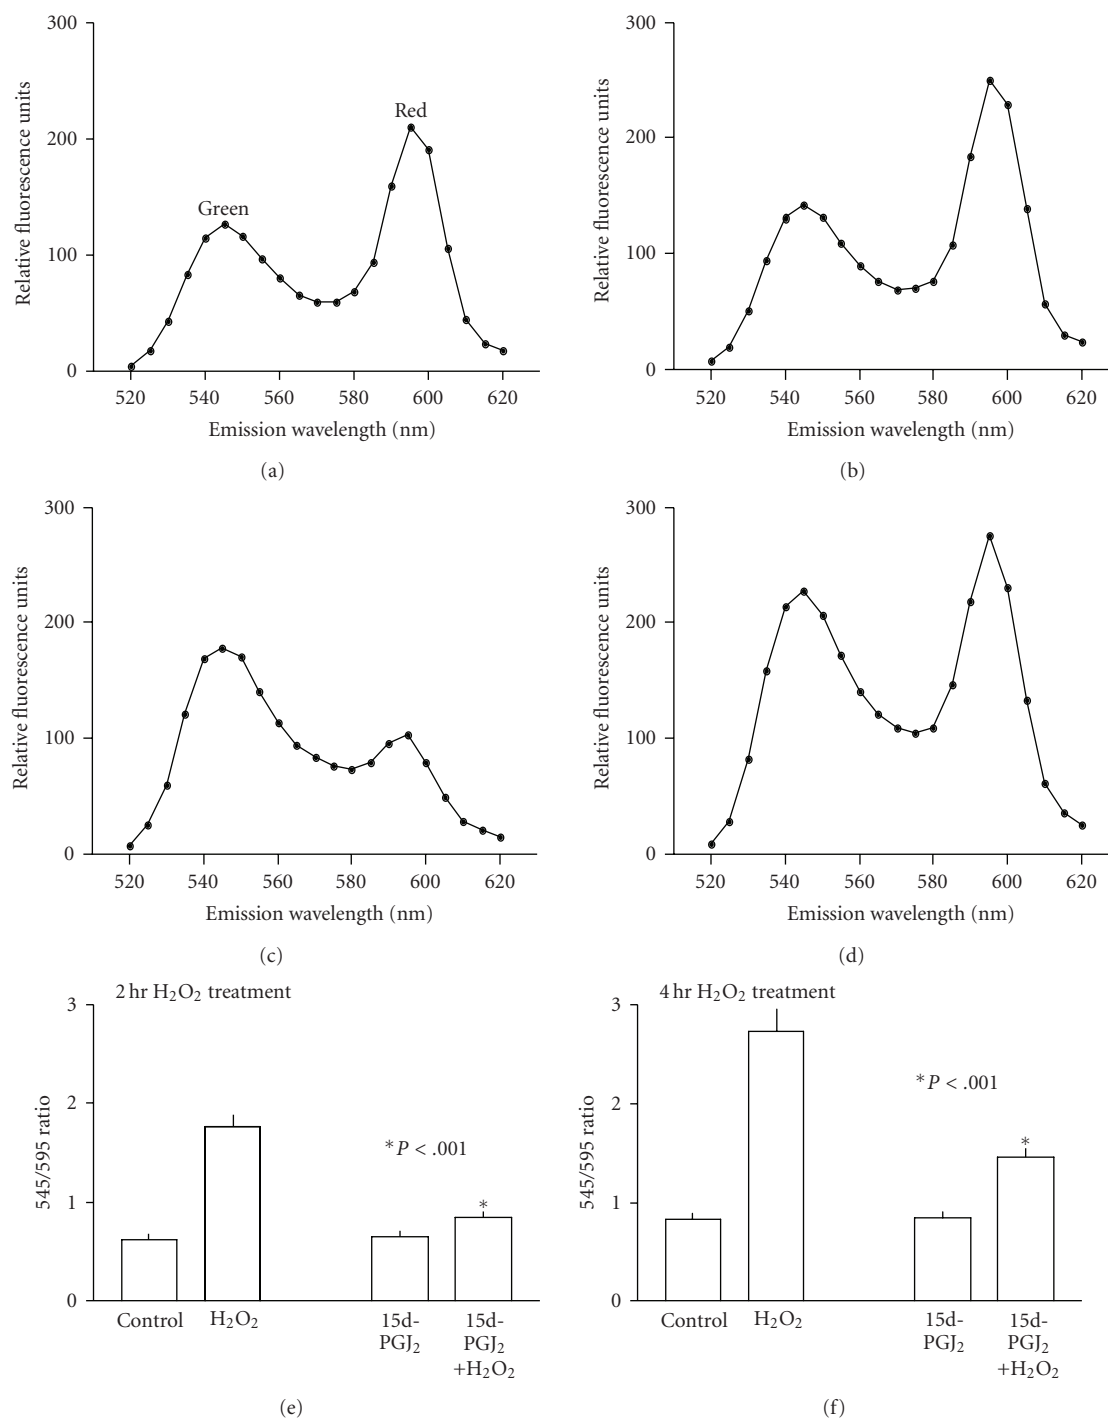 300
200
100
0
Relative fluorescence units
Green
Red
520 540 560 580 600 620
Emission wavelength (nm)
(a)
300
200
100
0
Relative fluorescence units
520 540 560 580 600 620
Emission wavelength (nm)
(b)
300
200
100
0
Relative fluorescence units
520 540 560 580 600 620
Emission wavelength (nm)
(c)
300
200
100
0
Relative fluorescence units
520 540 560 580 600 620
Emission wavelength (nm)
(d)
2 hr H₂O₂ treatment
3
2
1
0
545/595 ratio
*P < .001
*
Control
H₂O₂
15d-
PGJ₂
15d-
PGJ₂
+H₂O₂
(e)
4 hr H₂O₂ treatment
3
2
1
0
545/595 ratio
*P < .001
*
Control
H₂O₂
15d-
PGJ₂
15d-
PGJ₂
+H₂O₂
(f)